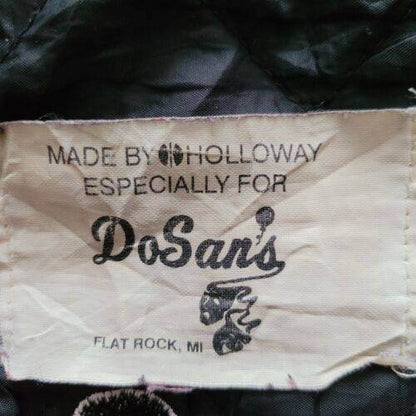 MADE BY HOLLOWAY
ESPECIALLY FOR
DoSan's
FLAT ROCK, MI